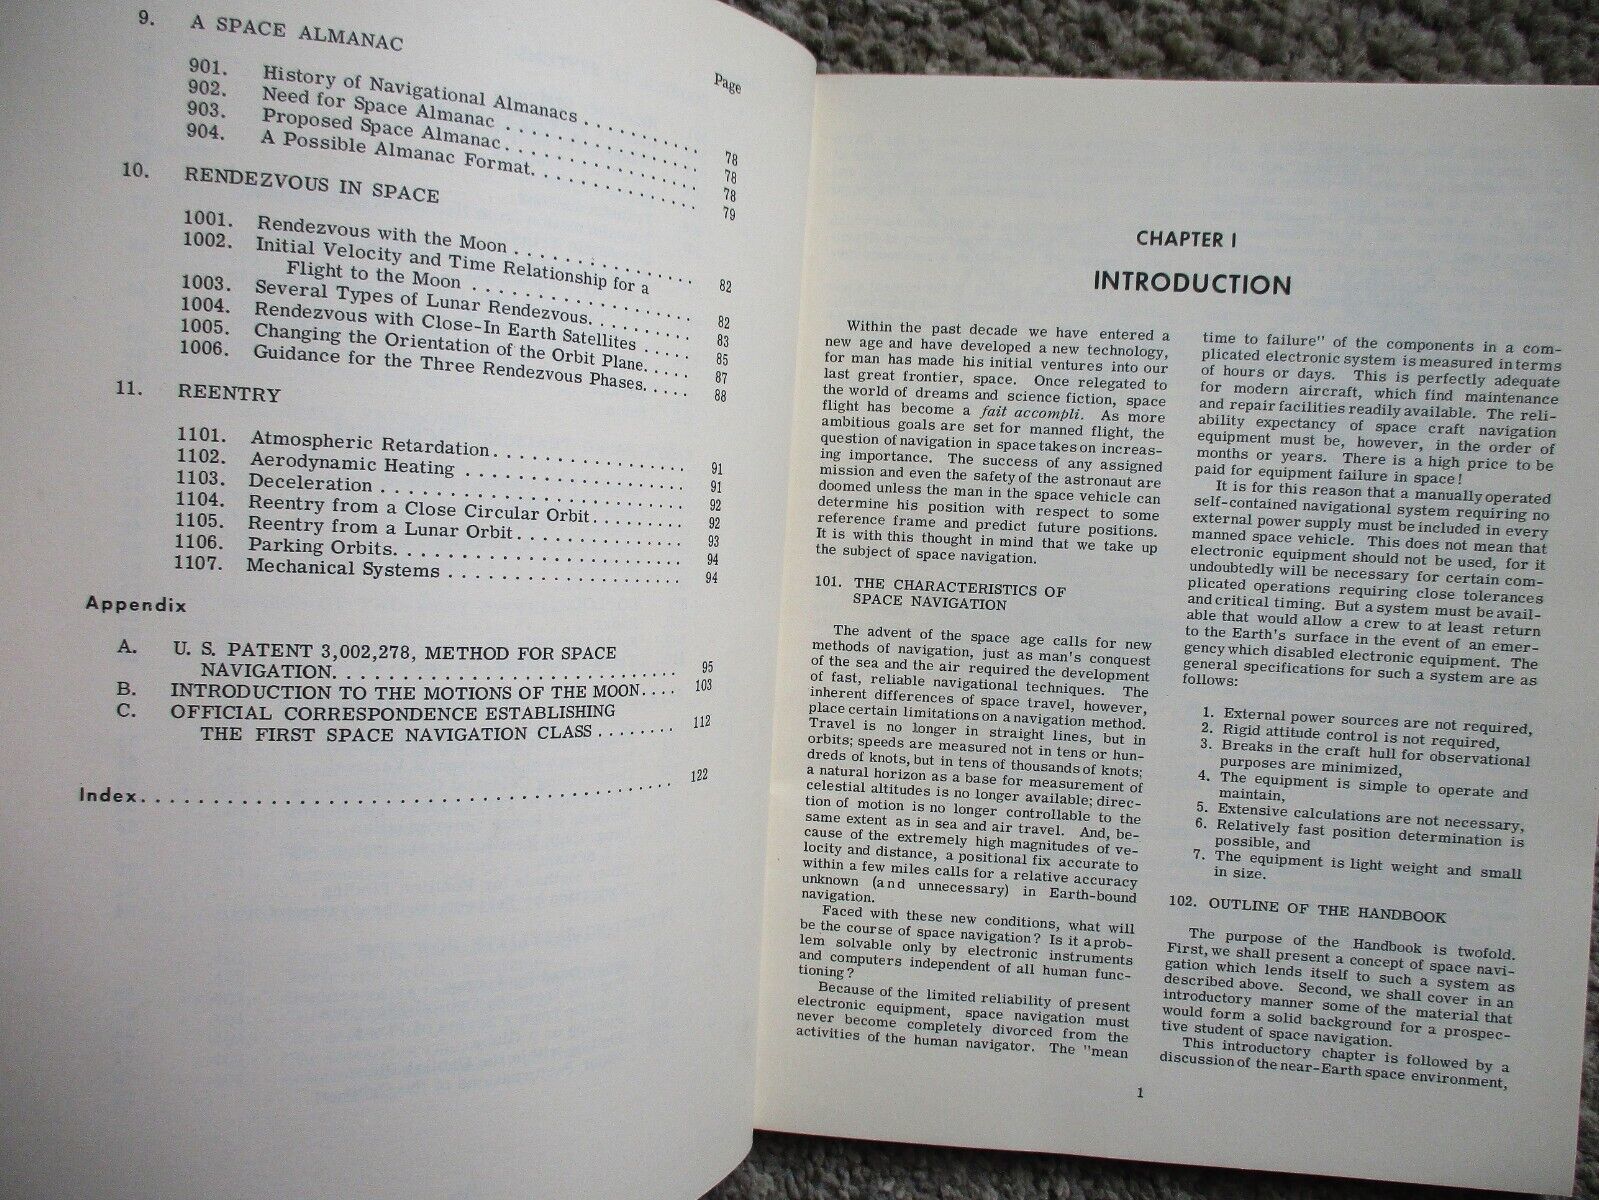 9. A SPACE ALMANAC
Page
901. History of Navigational Almanacs . . . . . . . . . . . 78
902. Need for Space Almanac . . . . . . . . . . . . . . . . 78
903. Proposed Space Almanac. . . . . . . . . . . . . . . . 78
904. A Possible Almanac Format. . . . . . . . . . . . . . 79
10. RENDEZVOUS IN SPACE
1001. Rendezvous with the Moon . . . . . . . . . . . . . . . 82
1002. Initial Velocity and Time Relationship for a
Flight to the Moon . . . . . . . . . . . . . . . . . . 82
1003. Several Types of Lunar Rendezvous. . . . . . . . . . 83
1004. Rendezvous with Close-In Earth Satellites . . . . . 85
1005. Changing the Orientation of the Orbit Plane. . . . . 87
1006. Guidance for the Three Rendezvous Phases. . . . . 88
11. REENTRY
1101. Atmospheric Retardation. . . . . . . . . . . . . . . . 91
1102. Aerodynamic Heating . . . . . . . . . . . . . . . . . . 91
1103. Deceleration . . . . . . . . . . . . . . . . . . . . . . . 92
1104. Reentry from a Close Circular Orbit. . . . . . . . . 92
1105. Reentry from a Lunar Orbit . . . . . . . . . . . . . . 93
1106. Parking Orbits. . . . . . . . . . . . . . . . . . . . . . 94
1107. Mechanical Systems . . . . . . . . . . . . . . . . . . . 94
Appendix
A. U. S. PATENT 3,002,278, METHOD FOR SPACE
NAVIGATION. . . . . . . . . . . . . . . . . . . . . . . . . . 95
B. INTRODUCTION TO THE MOTIONS OF THE MOON. . . . 103
C. OFFICIAL CORRESPONDENCE ESTABLISHING
THE FIRST SPACE NAVIGATION CLASS . . . . . . . . 112
Index. . . . . . . . . . . . . . . . . . . . . . . . . . . . . . . . . . . . 122
CHAPTER I
INTRODUCTION
Within the past decade we have entered a
new age and have developed a new technology,
for man has made his initial ventures into our
last great frontier, space. Once relegated to
the world of dreams and science fiction, space
flight has become a fait accompli. As more
ambitious goals are set for manned flight, the
question of navigation in space takes on increas-
ing importance. The success of any assigned
mission and even the safety of the astronaut are
doomed unless the man in the space vehicle can
determine his position with respect to some
reference frame and predict future positions.
It is with this thought in mind that we take up
the subject of space navigation.
101. THE CHARACTERISTICS OF
SPACE NAVIGATION
The advent of the space age calls for new
methods of navigation, just as man's conquest
of the sea and the air required the development
of fast, reliable navigational techniques. The
inherent differences of space travel, however,
place certain limitations on a navigation method.
Travel is no longer in straight lines, but in
orbits; speeds are measured not in tens or hun-
dreds of knots, but in tens of thousands of knots;
a natural horizon as a base for measurement of
celestial altitudes is no longer available; direc-
tion of motion is no longer controllable to the
same extent as in sea and air travel. And, be-
cause of the extremely high magnitudes of ve-
locity and distance, a positional fix accurate to
within a few miles calls for a relative accuracy
unknown (and unnecessary) in Earth-bound
navigation.
Faced with these new conditions, what will
be the course of space navigation? Is it a prob-
lem solvable only by electronic instruments
and computers independent of all human func-
tioning?
Because of the limited reliability of present
electronic equipment, space navigation must
never become completely divorced from the
activities of the human navigator. The "mean
time to failure" of the components in a com-
plicated electronic system is measured in terms
of hours or days. This is perfectly adequate
for modern aircraft, which find maintenance
and repair facilities readily available. The reli-
ability expectancy of space craft navigation
equipment must be, however, in the order of
months or years. There is a high price to be
paid for equipment failure in space!
It is for this reason that a manually operated
self-contained navigational system requiring no
external power supply must be included in every
manned space vehicle. This does not mean that
electronic equipment should not be used, for it
undoubtedly will be necessary for certain com-
plicated operations requiring close tolerances
and critical timing. But a system must be avail-
able that would allow a crew to at least return
to the Earth's surface in the event of an emer-
gency which disabled electronic equipment. The
general specifications for such a system are as
follows:
1. External power sources are not required,
2. Rigid attitude control is not required,
3. Breaks in the craft hull for observational
purposes are minimized,
4. The equipment is simple to operate and
maintain,
5. Extensive calculations are not necessary,
6. Relatively fast position determination is
possible, and
7. The equipment is light weight and small
in size.
102. OUTLINE OF THE HANDBOOK
The purpose of the Handbook is twofold.
First, we shall present a concept of space navi-
gation which lends itself to such a system as
described above. Second, we shall cover in an
introductory manner some of the material that
would form a solid background for a prospec-
tive student of space navigation.
This introductory chapter is followed by a
discussion of the near-Earth space environment,
1